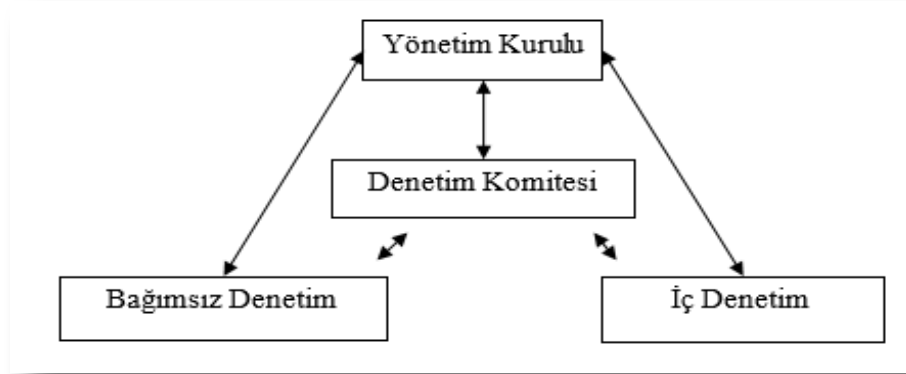 Yönetim Kurulu
Denetim Komitesi
Bağımsız Denetim
İç Denetim